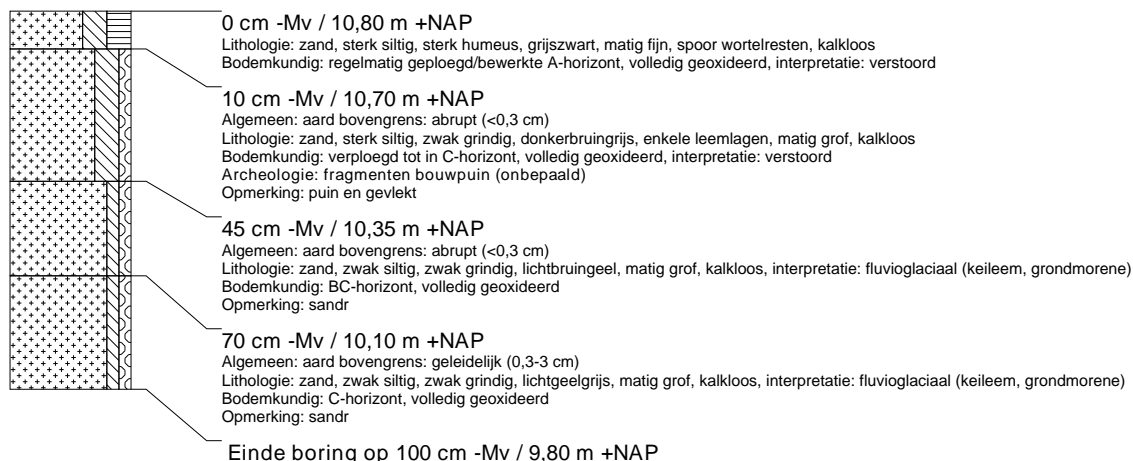 0 cm -Mv / 10,80 m +NAP
Lithologie: zand, sterk siltig, sterk humeus, grijszwart, matig fijn, spoor wortelresten, kalkloos
Bodemkundig: regelmatig geploegd/bewerkte A-horizont, volledig geoxideerd, interpretatie: verstoord
10 cm -Mv / 10,70 m +NAP
Algemeen: aard bovengrens: abrupt (<0,3 cm)
Lithologie: zand, sterk siltig, zwak grindig, donkerbruingrijs, enkele leemlagen, matig grof, kalkloos
Bodemkundig: verploegd tot in C-horizont, volledig geoxideerd, interpretatie: verstoord
Archeologie: fragmenten bouwpuin (onbepaald)
Opmerking: puin en gevlekt
45 cm -Mv / 10,35 m +NAP
Algemeen: aard bovengrens: abrupt (<0,3 cm)
Lithologie: zand, zwak siltig, zwak grindig, lichtbruingeel, matig grof, kalkloos, interpretatie: fluvioglaciaal (keileem, grondmorene)
Bodemkundig: BC-horizont, volledig geoxideerd
Opmerking: sandr
70 cm -Mv / 10,10 m +NAP
Algemeen: aard bovengrens: geleidelijk (0,3-3 cm)
Lithologie: zand, zwak siltig, zwak grindig, lichtgeelgrijs, matig grof, kalkloos, interpretatie: fluvioglaciaal (keileem, grondmorene)
Bodemkundig: C-horizont, volledig geoxideerd
Opmerking: sandr
Einde boring op 100 cm -Mv / 9,80 m +NAP